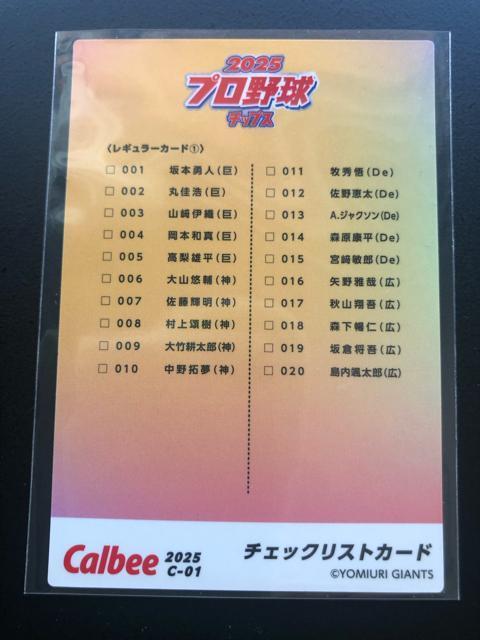 2025
プロ野球
チップス
〈レギュラーカード①〉
□ 001 坂本勇人(巨)
□ 002 丸佳浩(巨)
□ 003 山﨑伊織(巨)
□ 004 岡本和真(巨)
□ 005 高梨雄平(巨)
□ 006 大山悠輔(神)
□ 007 佐藤輝明(神)
□ 008 村上頌樹(神)
□ 009 大竹耕太郎(神)
□ 010 中野拓夢(神)
□ 011 牧秀悟(De)
□ 012 佐野恵太(De)
□ 013 A.ジャクソン(De)
□ 014 森原康平(De)
□ 015 宮﨑敏郎(De)
□ 016 矢野雅哉(広)
□ 017 秋山翔吾(広)
□ 018 森下暢仁(広)
□ 019 坂倉将吾(広)
□ 020 島内颯太郎(広)
Calbee 2025
C-01
チェックリストカード
©YOMIURI GIANTS